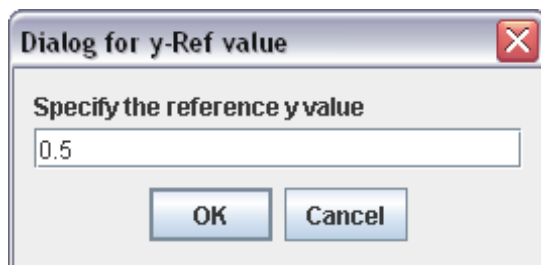 Dialog for y-Ref value
Specify the reference y value
0.5
OK Cancel